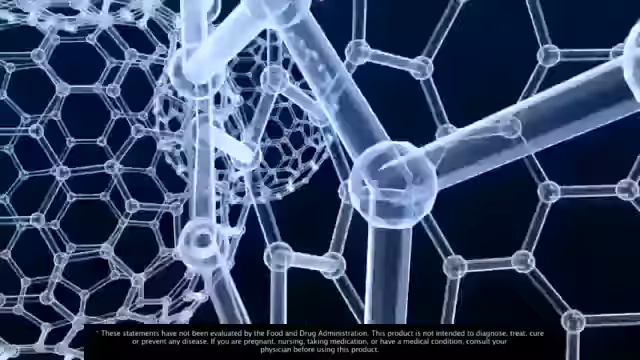 * These statements have not been evaluated by the Food and Drug Administration. This product is not intended to diagnose, treat, cure
or prevent any disease. If you are pregnant, nursing, taking medication, or have a medical condition, consult your
physician before using this product.